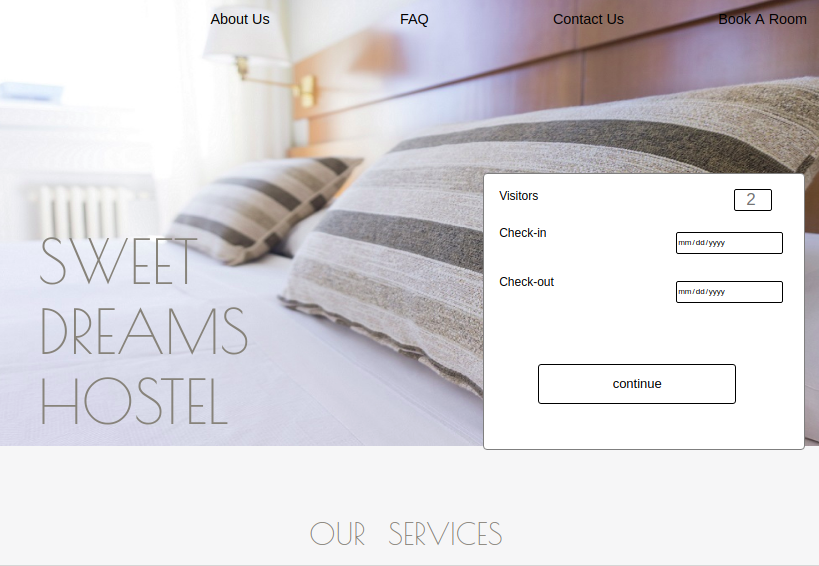 About Us FAQ Contact Us Book A Room
Visitors 2
Check-in mm/dd/yyyy
Check-out mm/dd/yyyy
continue
SWEET
DREAMS
HOSTEL
OUR SERVICES